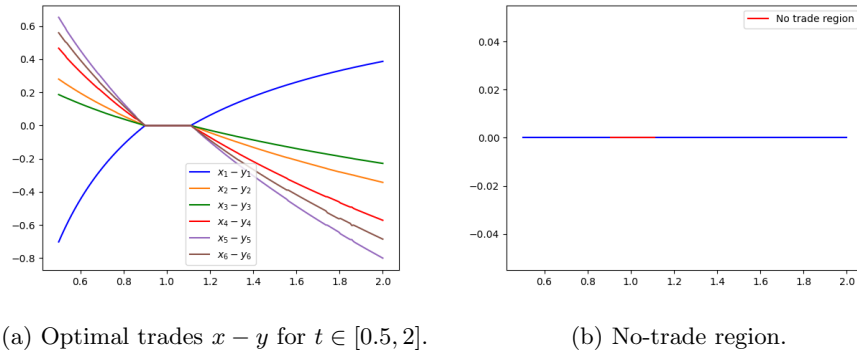 0.6
0.4
0.2
0.0
−0.2
−0.4
−0.6
−0.8
0.6 0.8 1.0 1.2 1.4 1.6 1.8 2.0
x₁ − y₁
x₂ − y₂
x₃ − y₃
x₄ − y₄
x₅ − y₅
x₆ − y₆
(a) Optimal trades x − y for t ∈ [0.5, 2].
0.04
0.02
0.00
−0.02
−0.04
0.6 0.8 1.0 1.2 1.4 1.6 1.8 2.0
No trade region
(b) No-trade region.